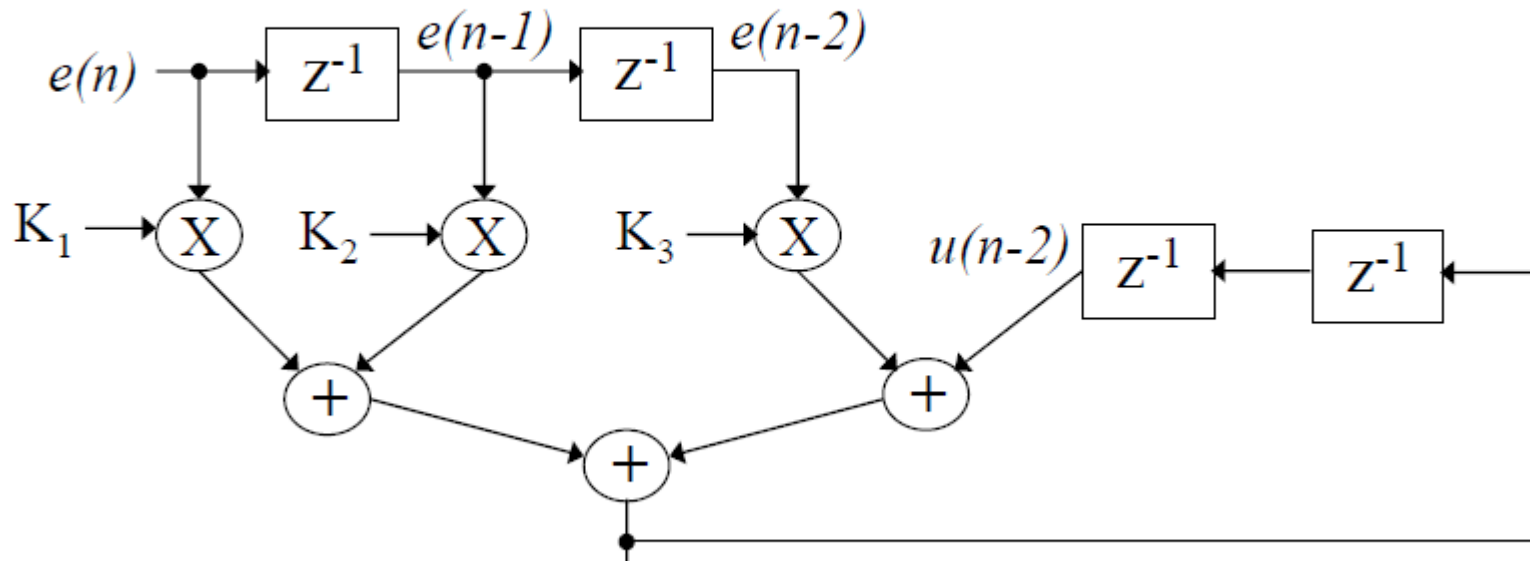 e(n)
z⁻¹
e(n-1)
z⁻¹
e(n-2)
K₁
X
K₂
X
K₃
X
u(n-2)
z⁻¹
z⁻¹
+
+
+